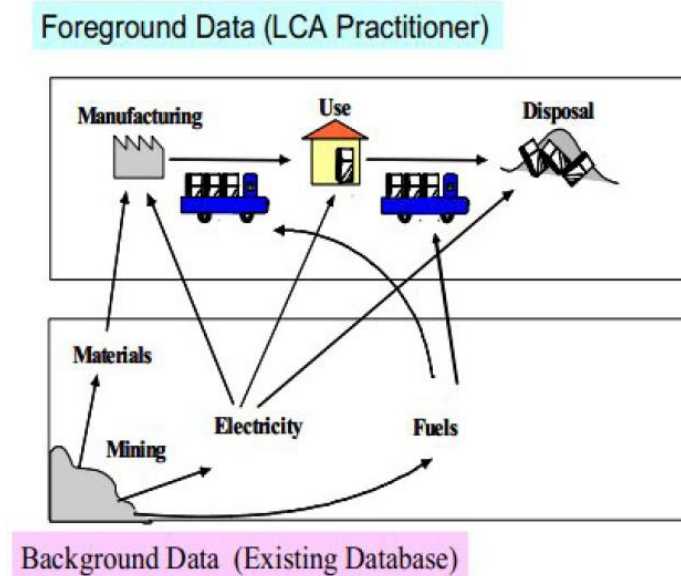 Foreground Data (LCA Practitioner)
Manufacturing
Use
Disposal
Materials
Mining
Electricity
Fuels
Background Data (Existing Database)